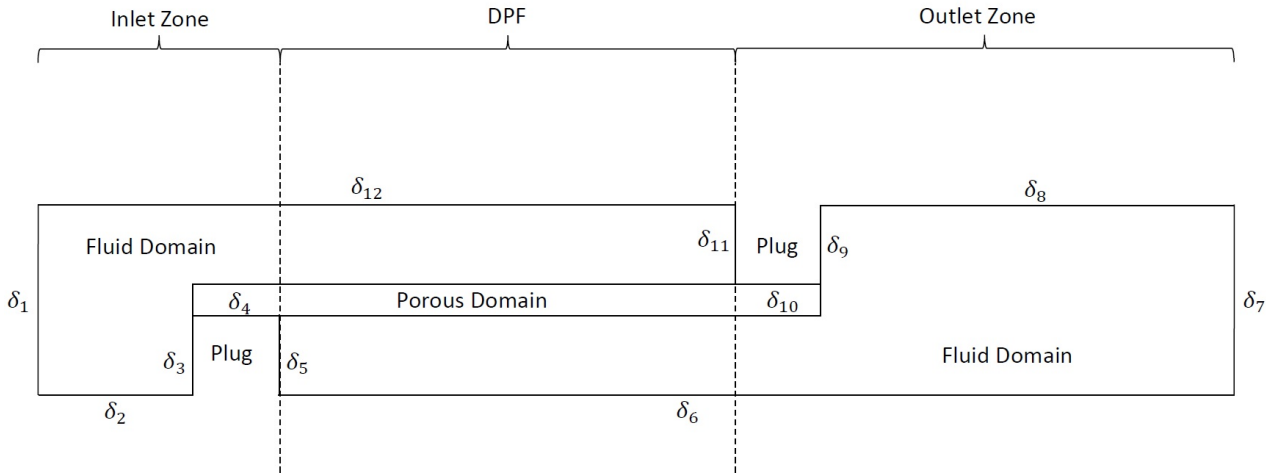 Inlet Zone
DPF
Outlet Zone
δ₁₂
δ₈
Fluid Domain
δ₁₁
Plug
δ₉
δ₁
δ₄
Porous Domain
δ₁₀
δ₇
δ₃
Plug
δ₅
Fluid Domain
δ₂
δ₆